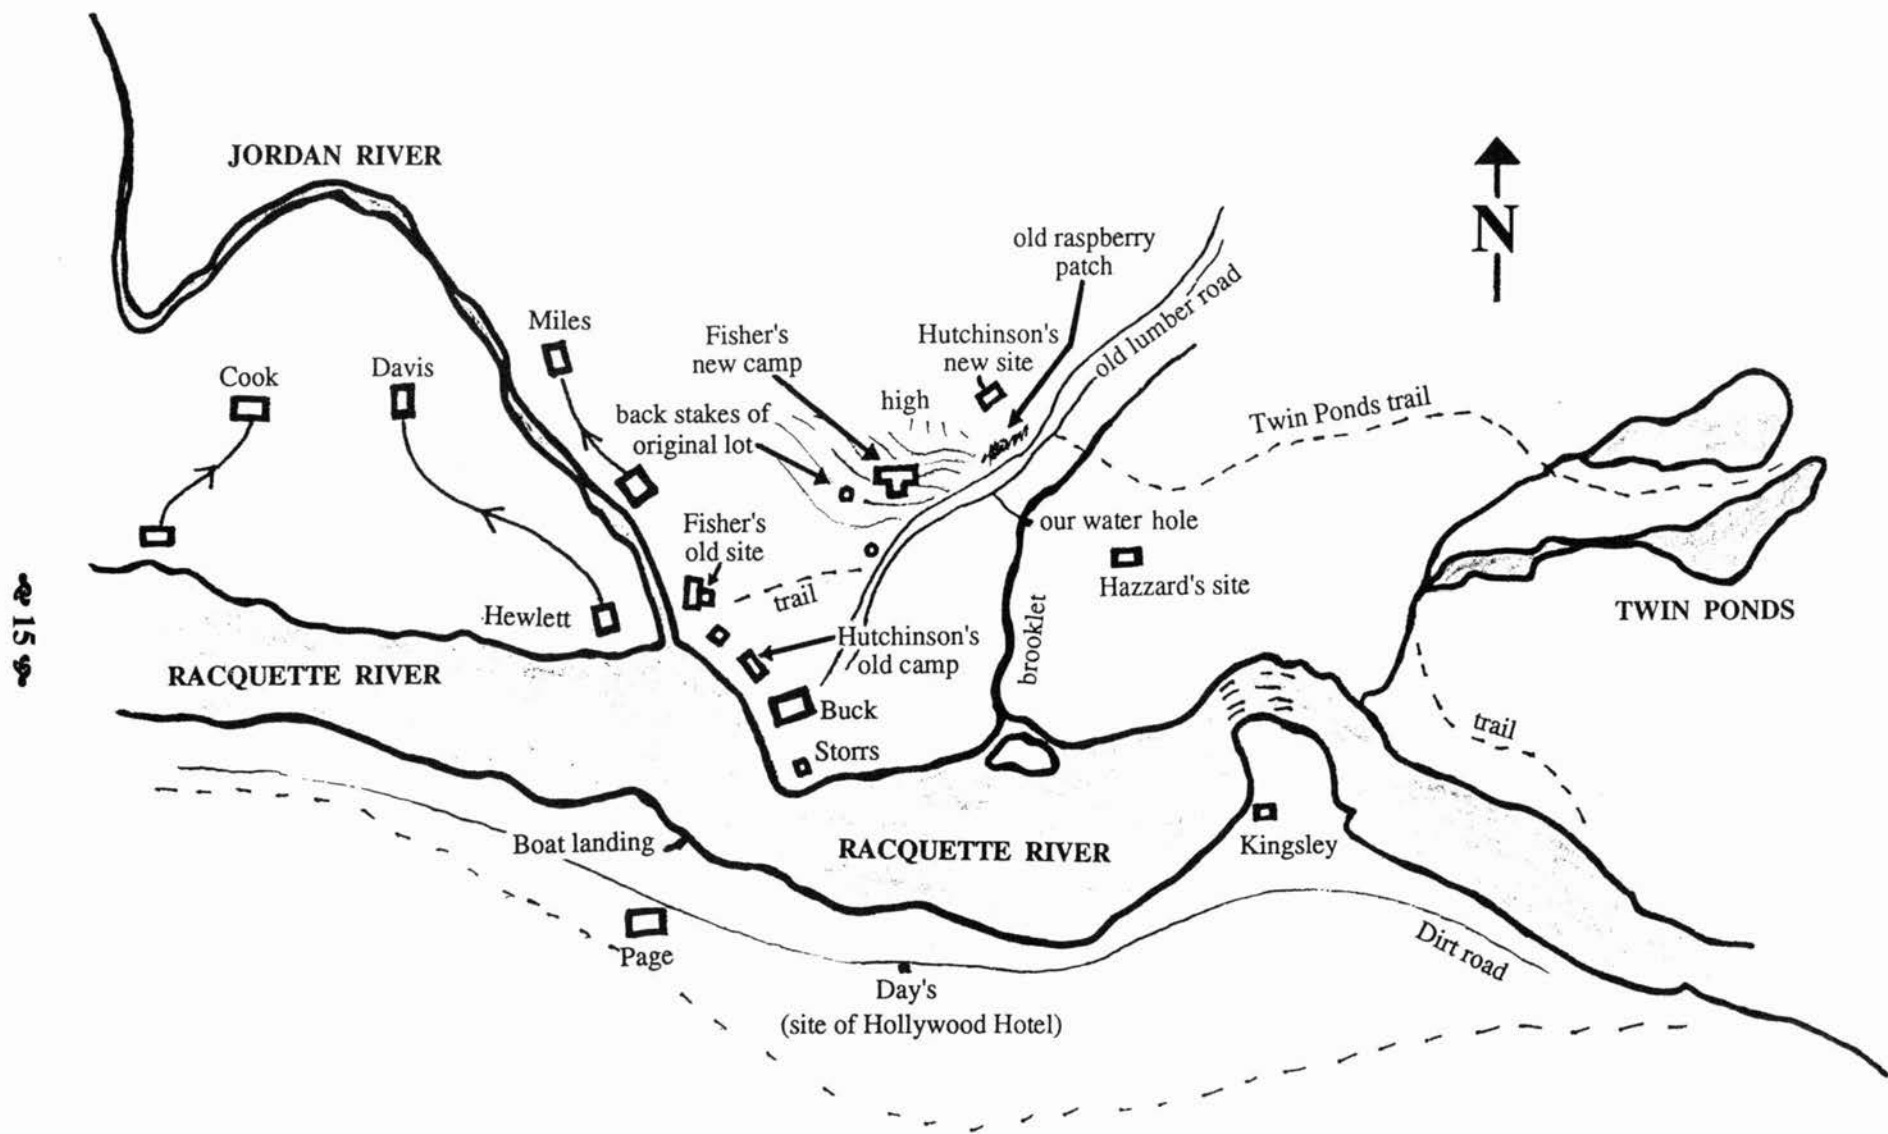 JORDAN RIVER
N
old raspberry
patch
old lumber road
Miles
Fisher's
new camp
Hutchinson's
new site
Cook
Davis
high
back stakes of
original lot
Twin Ponds trail
our water hole
Fisher's
old site
trail
Hazzard's site
TWIN PONDS
Hewlett
Hutchinson's
old camp
brooklet
RACQUETTE RIVER
Buck
Storrs
trail
Boat landing
RACQUETTE RIVER
Kingsley
Page
Dirt road
Day's
(site of Hollywood Hotel)
15